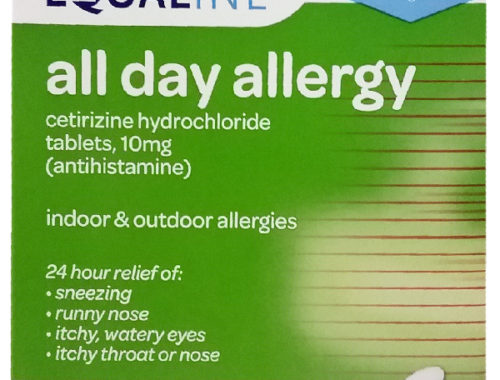 EQUALINE
all day allergy
cetirizine hydrochloride
tablets, 10mg
(antihistamine)
indoor & outdoor allergies
24 hour relief of:
• sneezing
• runny nose
• itchy, watery eyes
• itchy throat or nose